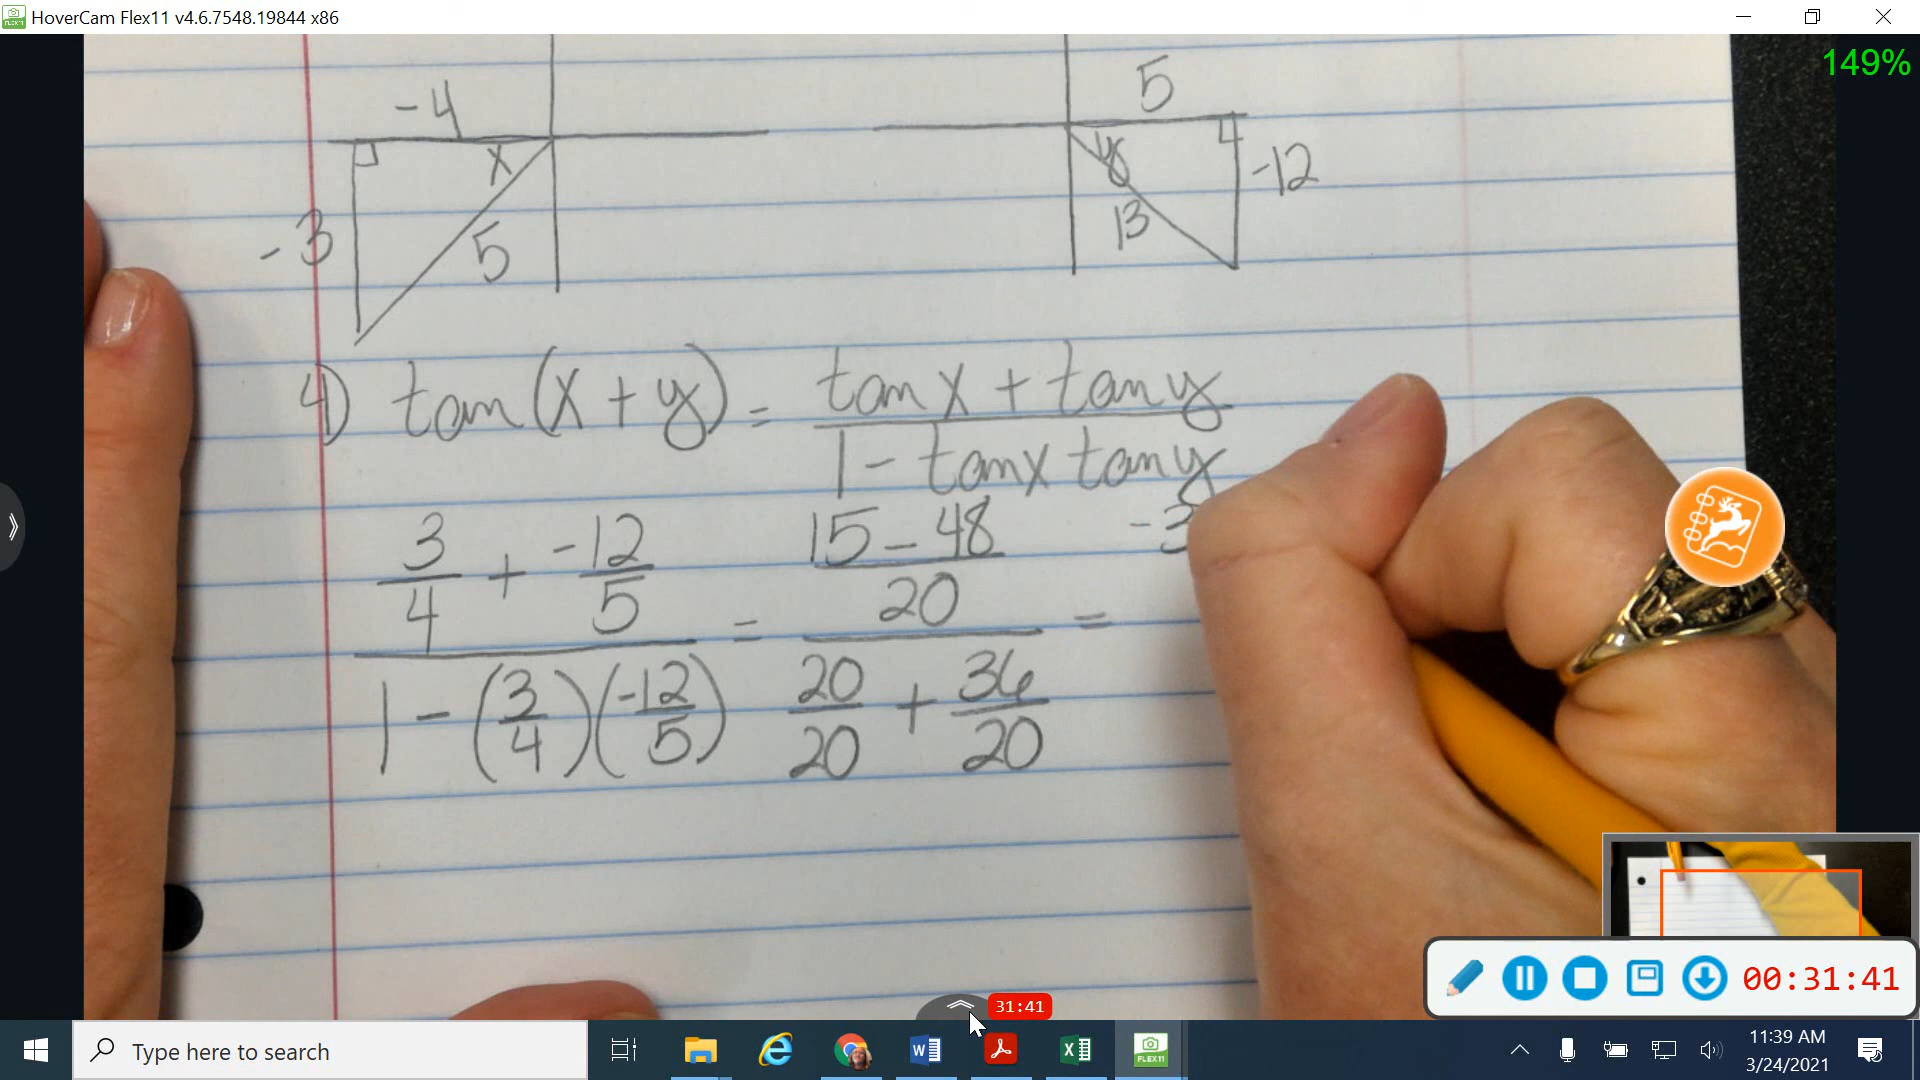 HoverCam Flex11 v4.6.7548.19844 x86
149%
-4
5
x
y
-12
-3
5
13
4) tan(x + y) = tan x + tan y
1 - tan x tan y
3/4 + -12/5
15 - 48
20
-3
=
=
1 - (3/4)(-12/5)
20/20 + 36/20
00:31:41
31:41
Type here to search
FLEX11
11:39 AM
3/24/2021